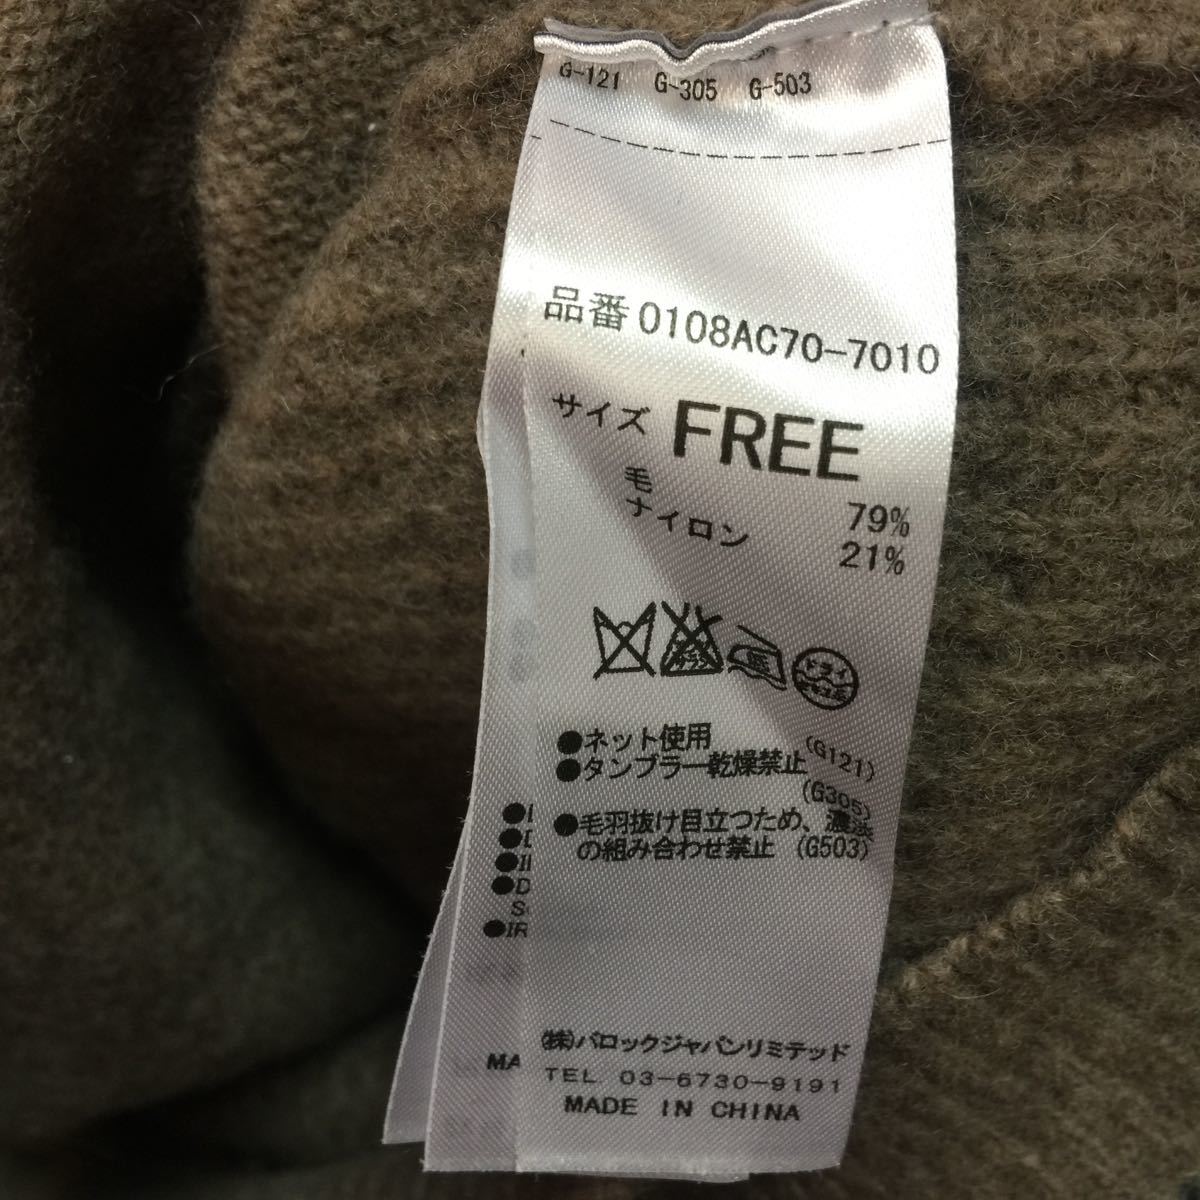 G-121 G-305 G-503
品番 0108AC70-7010
サイズ FREE
毛 79%
ナイロン 21%
ドライ
●ネット使用 (G121)
●タンブラー乾燥禁止
(G305)
●毛羽抜け目立つため、濃淡
の組み合わせ禁止 (G503)
㈱バロックジャパンリミテッド
TEL 03-6730-9191
MADE IN CHINA